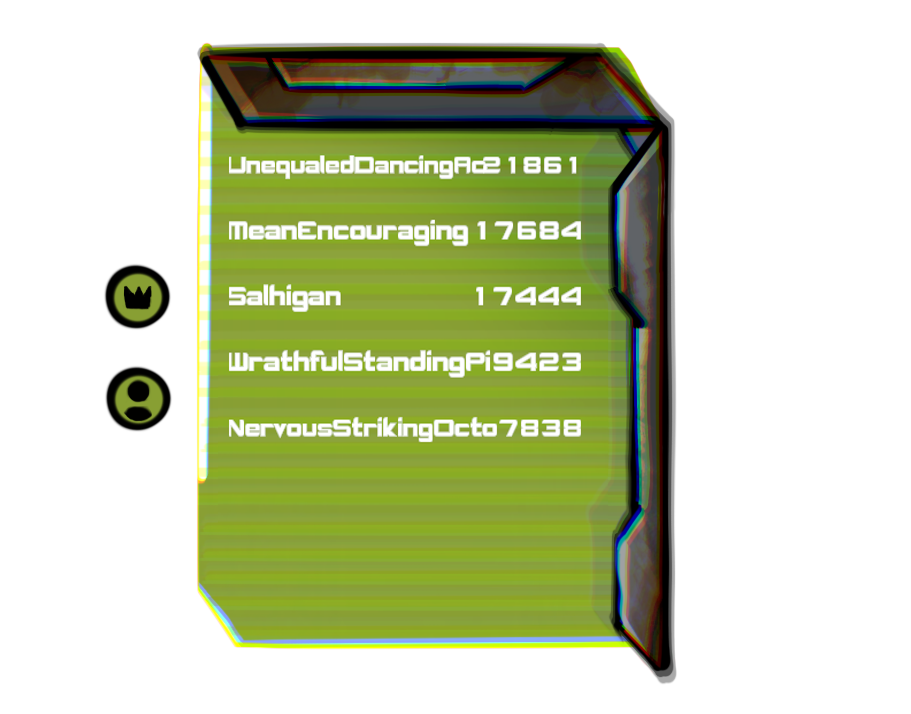 UnequaledDancingAc21861
MeanEncouraging 17684
Salhigan 17444
WrathfulStandingPi9423
NervousStrikingOcto7838